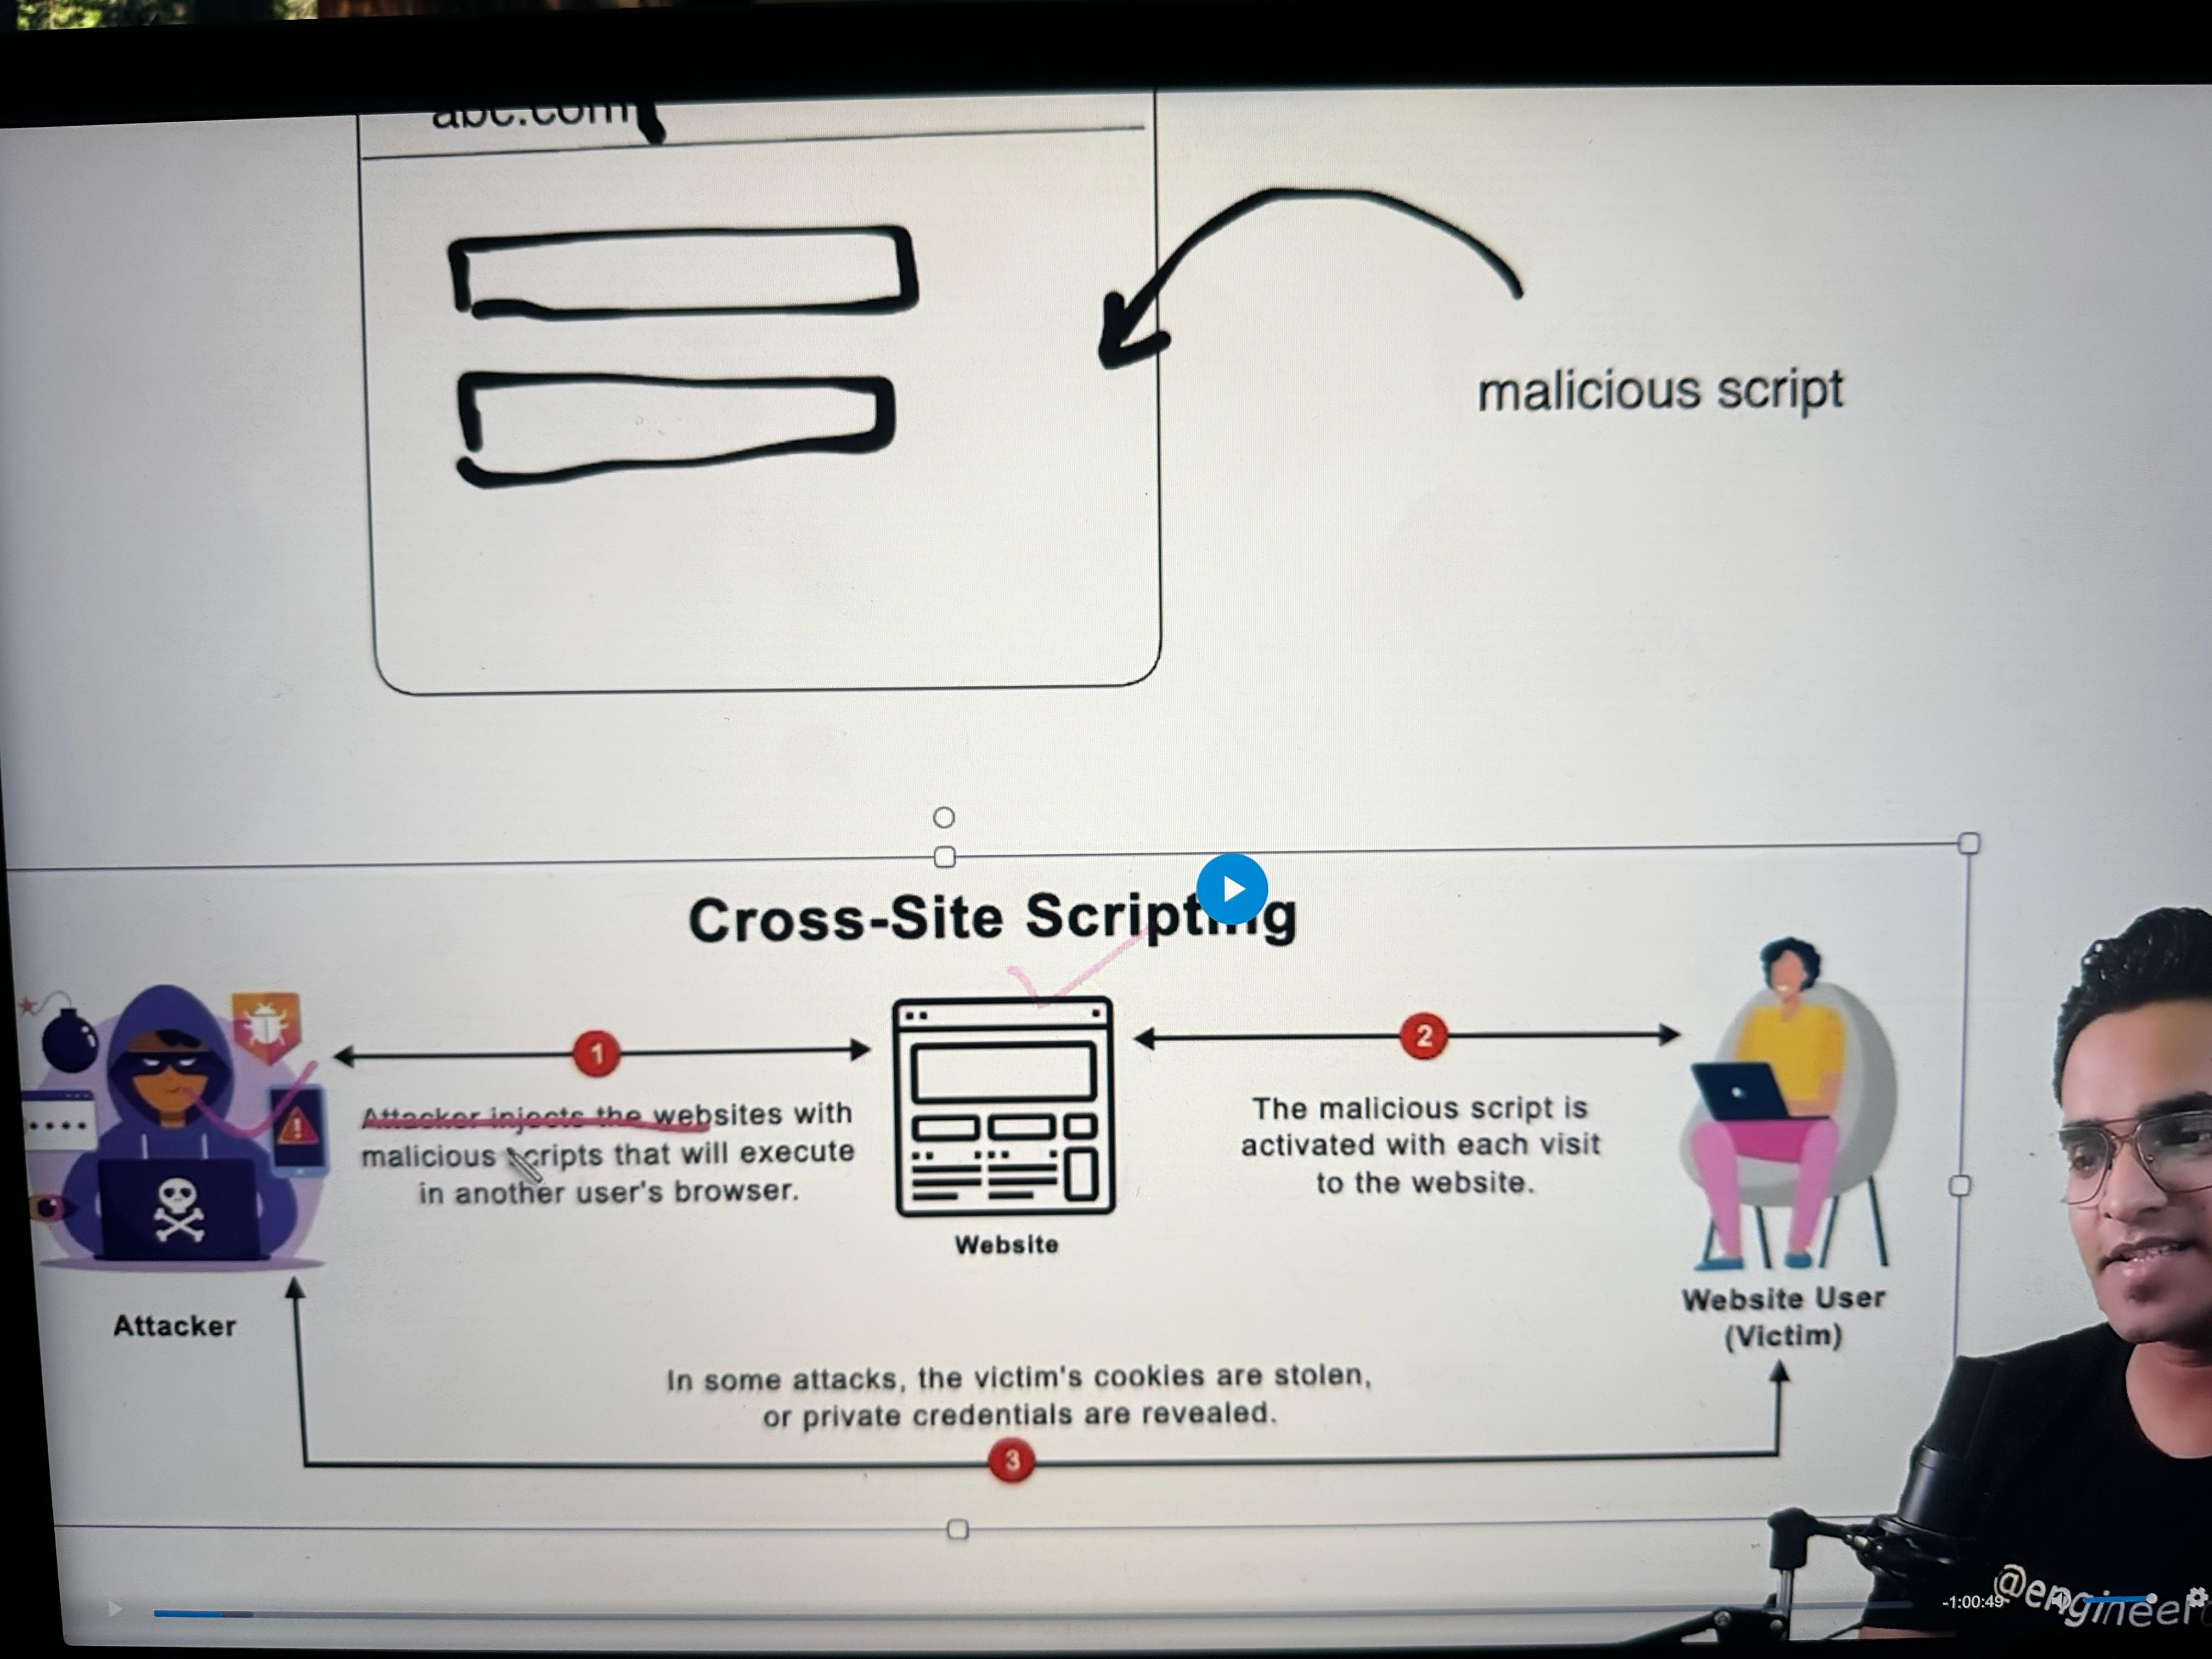 abc.com
malicious script
Cross-Site Scripting
1
2
Attacker injects the websites with
malicious scripts that will execute
in another user's browser.
The malicious script is
activated with each visit
to the website.
Website
Attacker
Website User
(Victim)
In some attacks, the victim's cookies are stolen,
or private credentials are revealed.
3
-1:00:49
@engineer